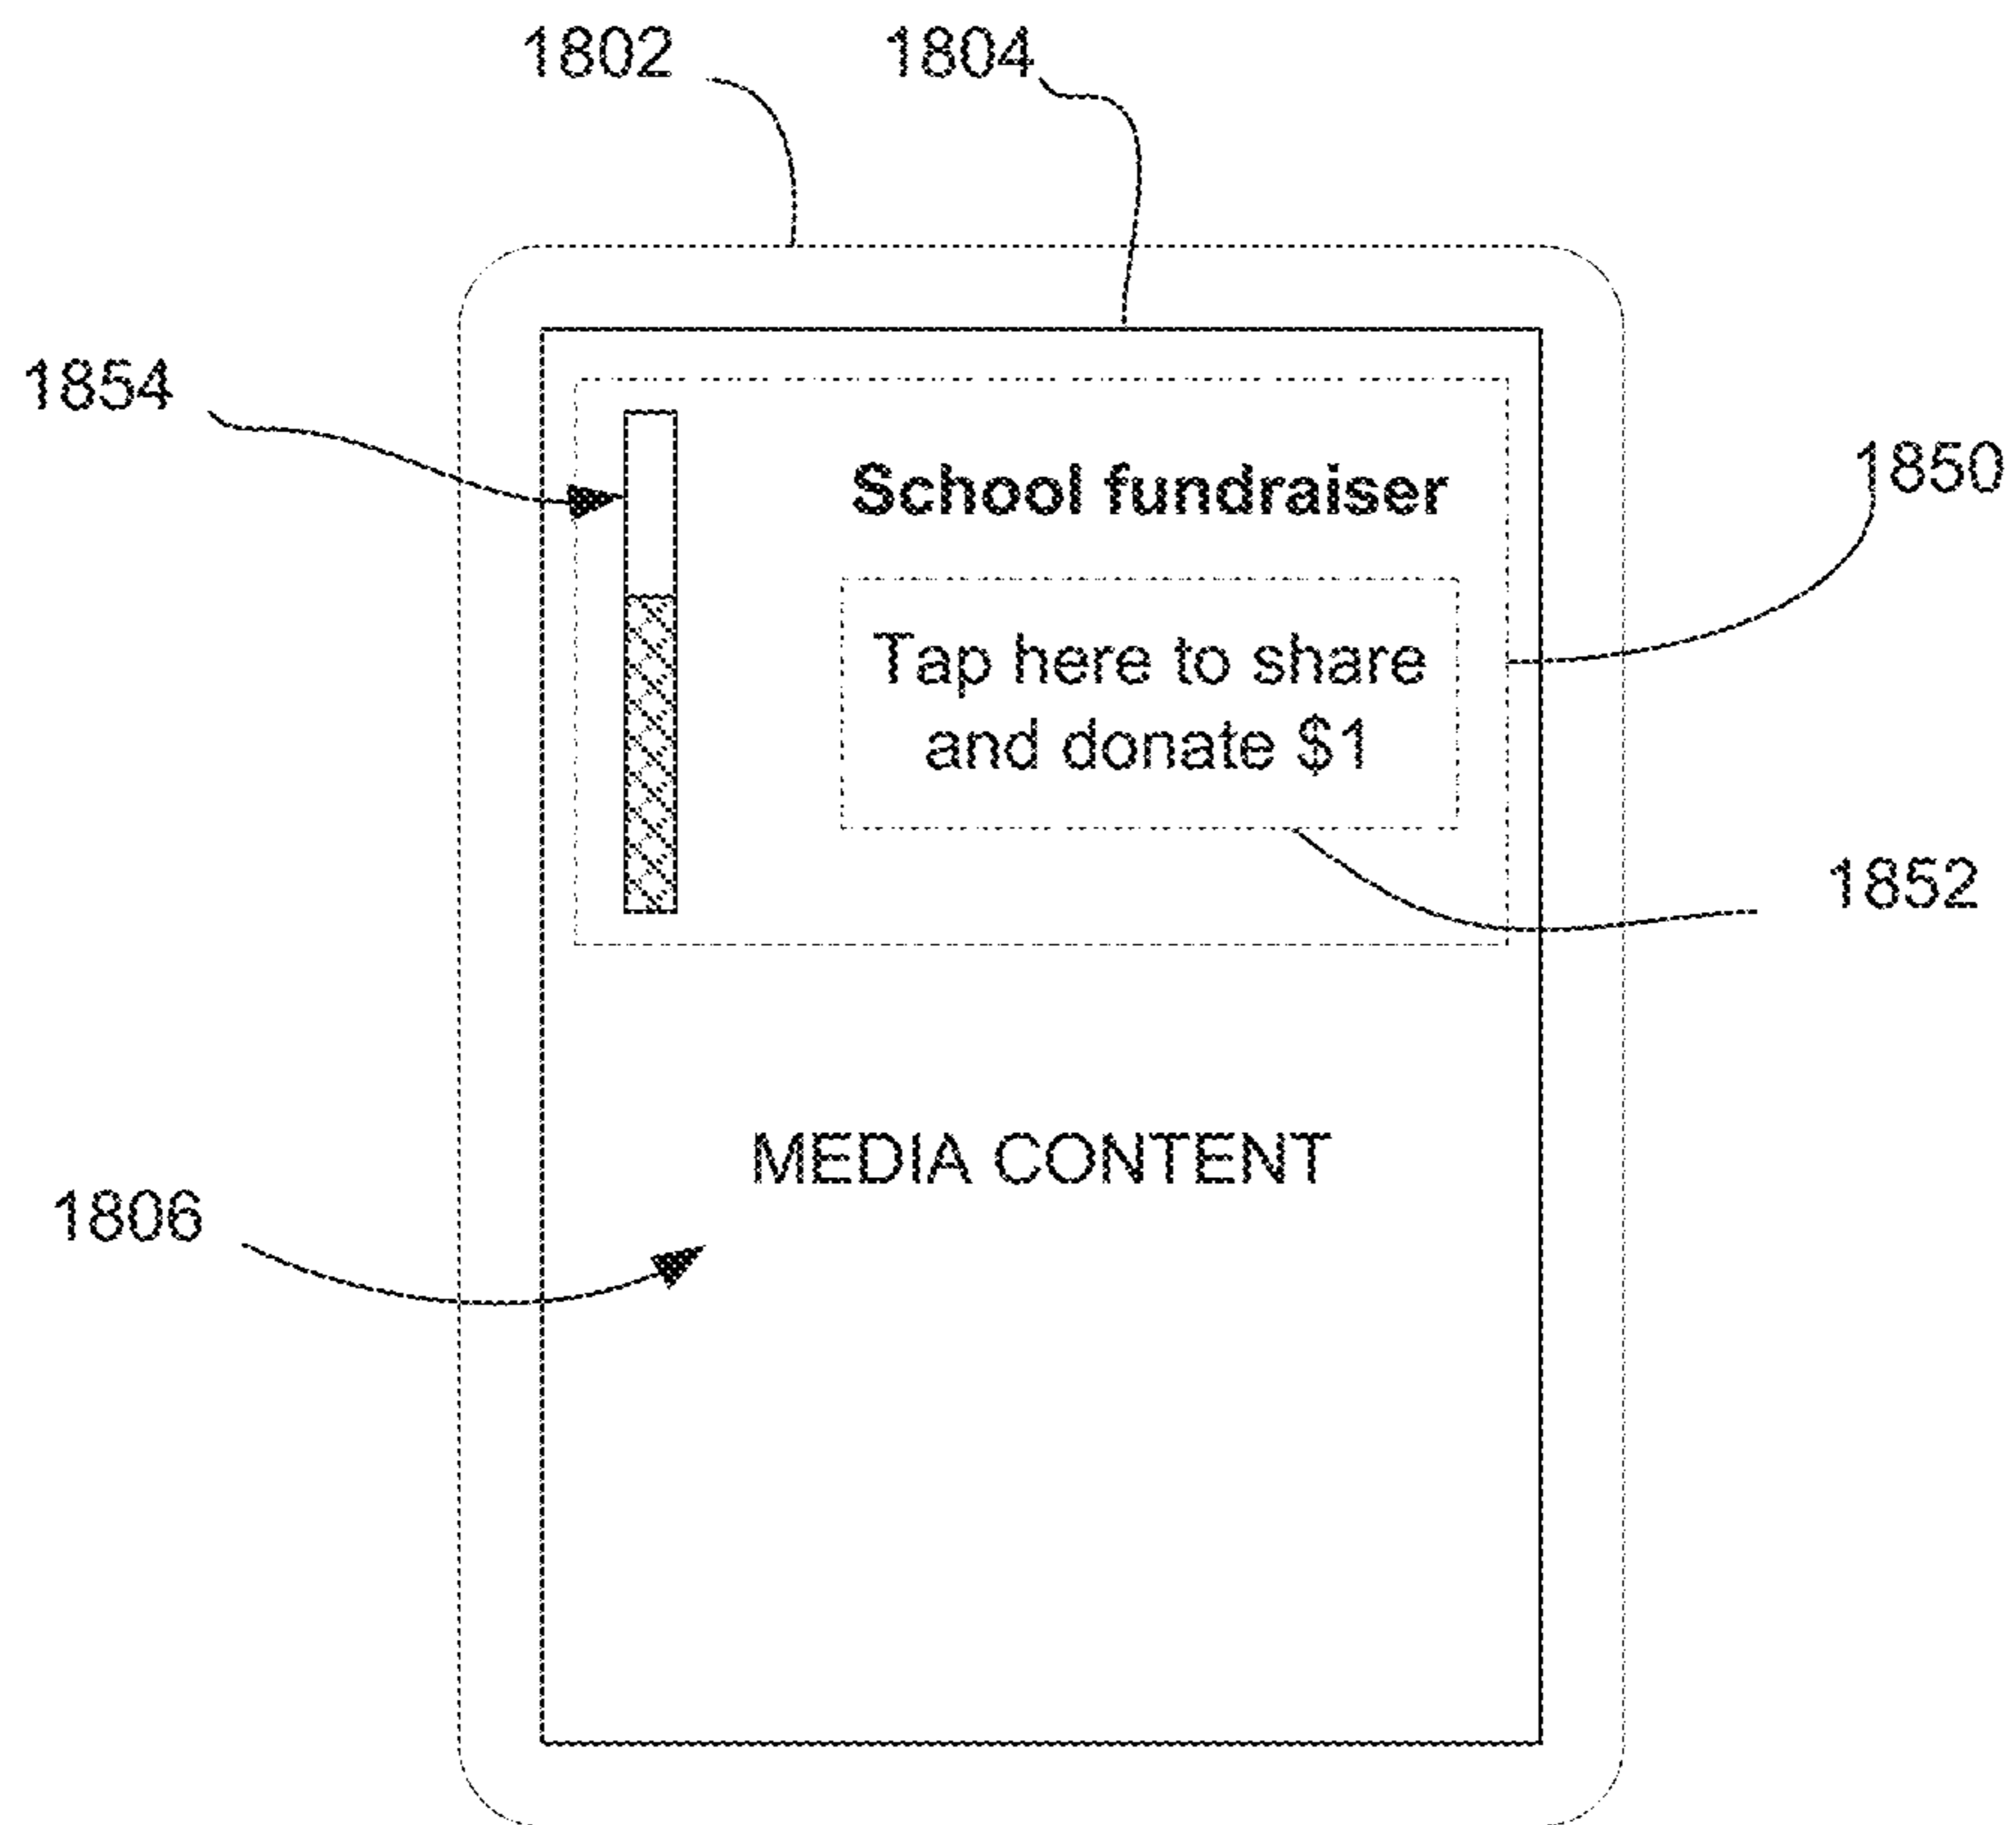 1802
1804
1854
School fundraiser
1850
Tap here to share
and donate $1
1852
MEDIA CONTENT
1806